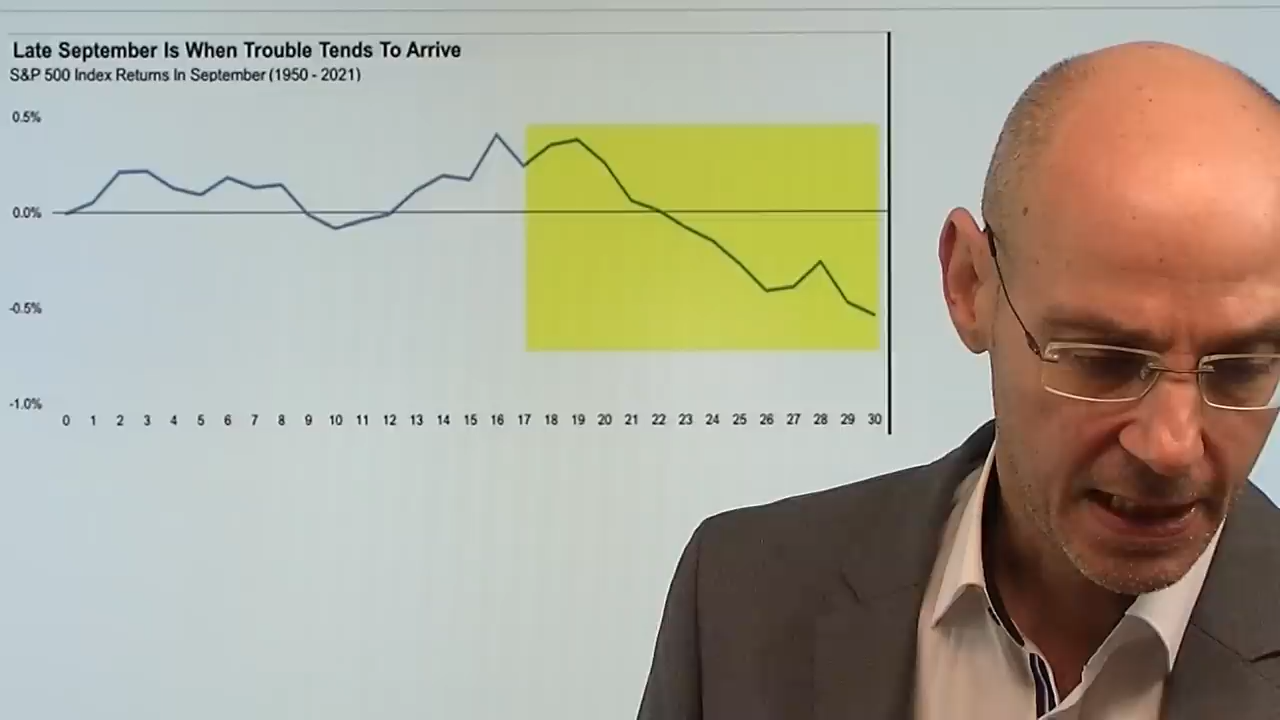 Late September Is When Trouble Tends To Arrive
S&P 500 Index Returns In September (1950 - 2021)
0.5%
0.0%
-0.5%
-1.0%
0 1 2 3 4 5 6 7 8 9 10 11 12 13 14 15 16 17 18 19 20 21 22 23 24 25 26 27 28 29 30